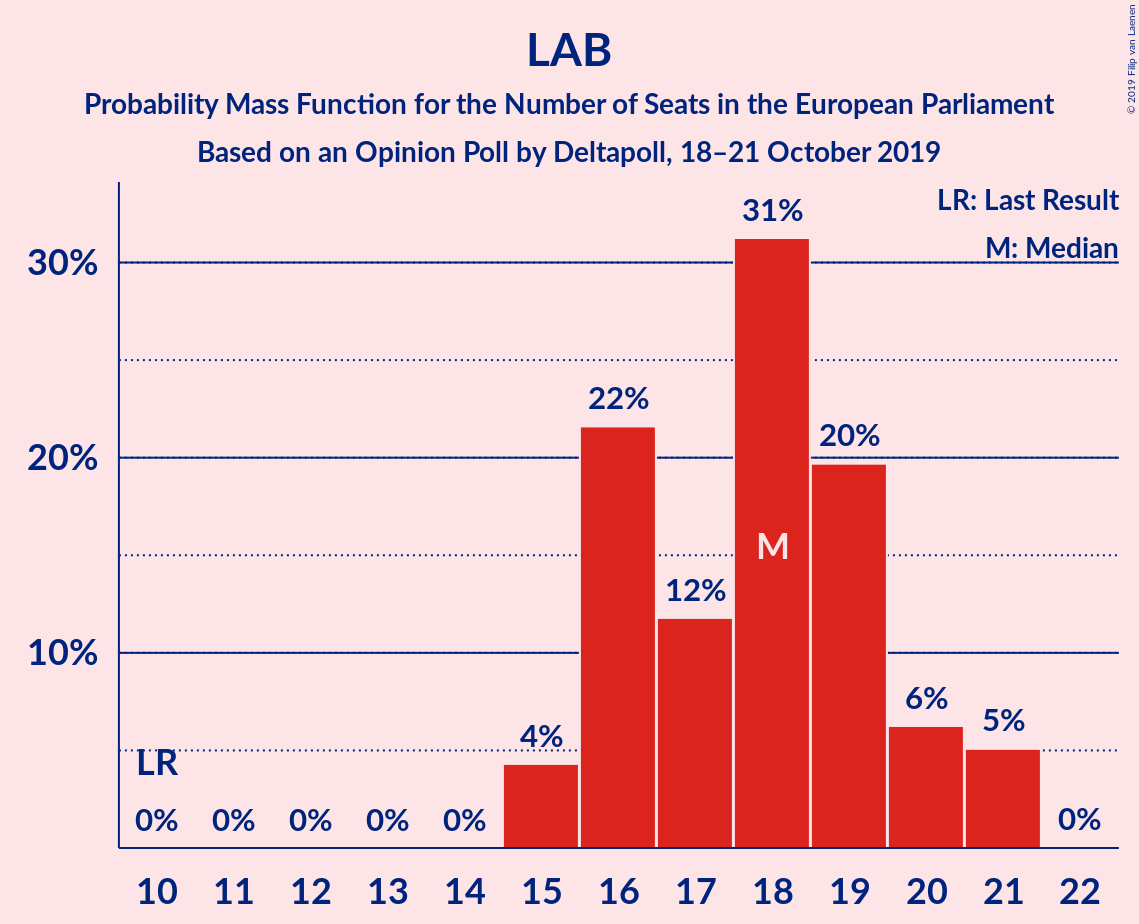 LAB
Probability Mass Function for the Number of Seats in the European Parliament
Based on an Opinion Poll by Deltapoll, 18–21 October 2019
© 2019 Filip van Laenen
LR: Last Result
M: Median
30%
20%
10%
31%
22%
20%
M
12%
6%
5%
4%
LR
0% 0% 0% 0% 0% 0%
10 11 12 13 14 15 16 17 18 19 20 21 22